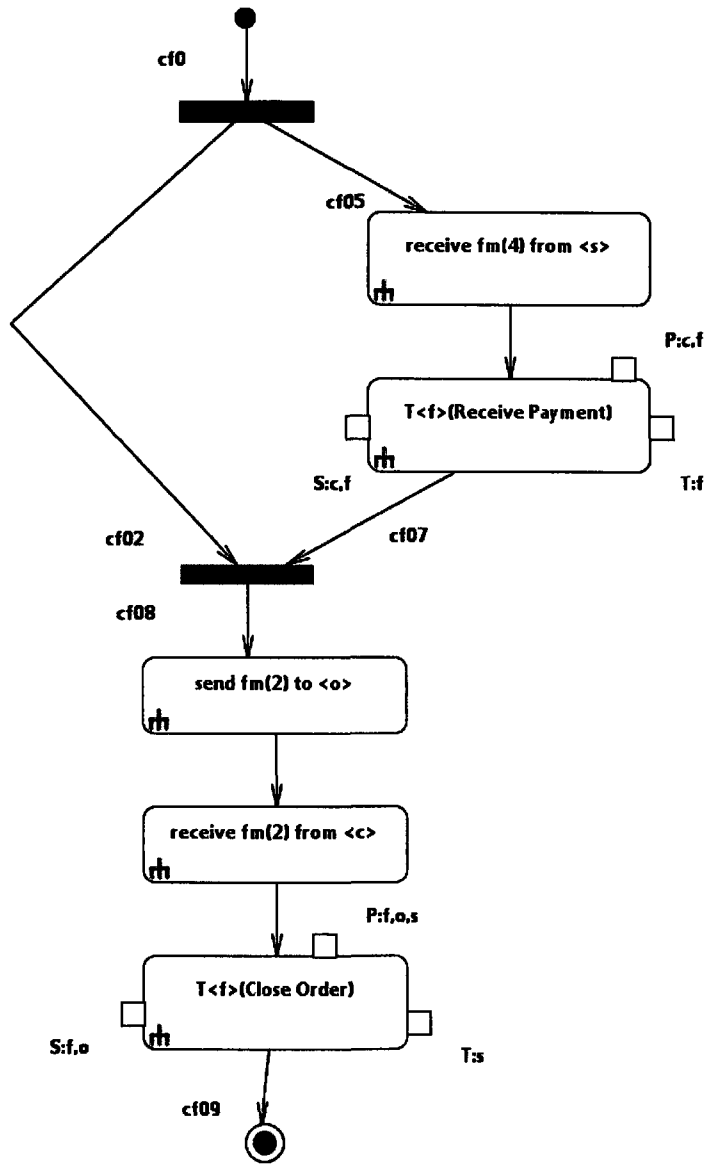 cf0
cf05
receive fm(4) from <s>
P:c,f
T<f>(Receive Payment)
S:c,f
T:f
cf02
cf07
cf08
send fm(2) to <o>
receive fm(2) from <c>
P:f,o,s
T<f>(Close Order)
S:f,o
T:s
cf09